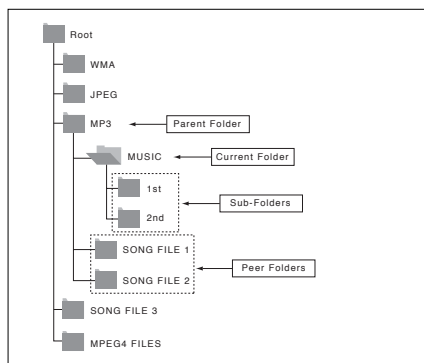 Root
WMA
JPEG
MP3
Parent Folder
MUSIC
Current Folder
1st
2nd
Sub-Folders
SONG FILE 1
SONG FILE 2
Peer Folders
SONG FILE 3
MPEG4 FILES